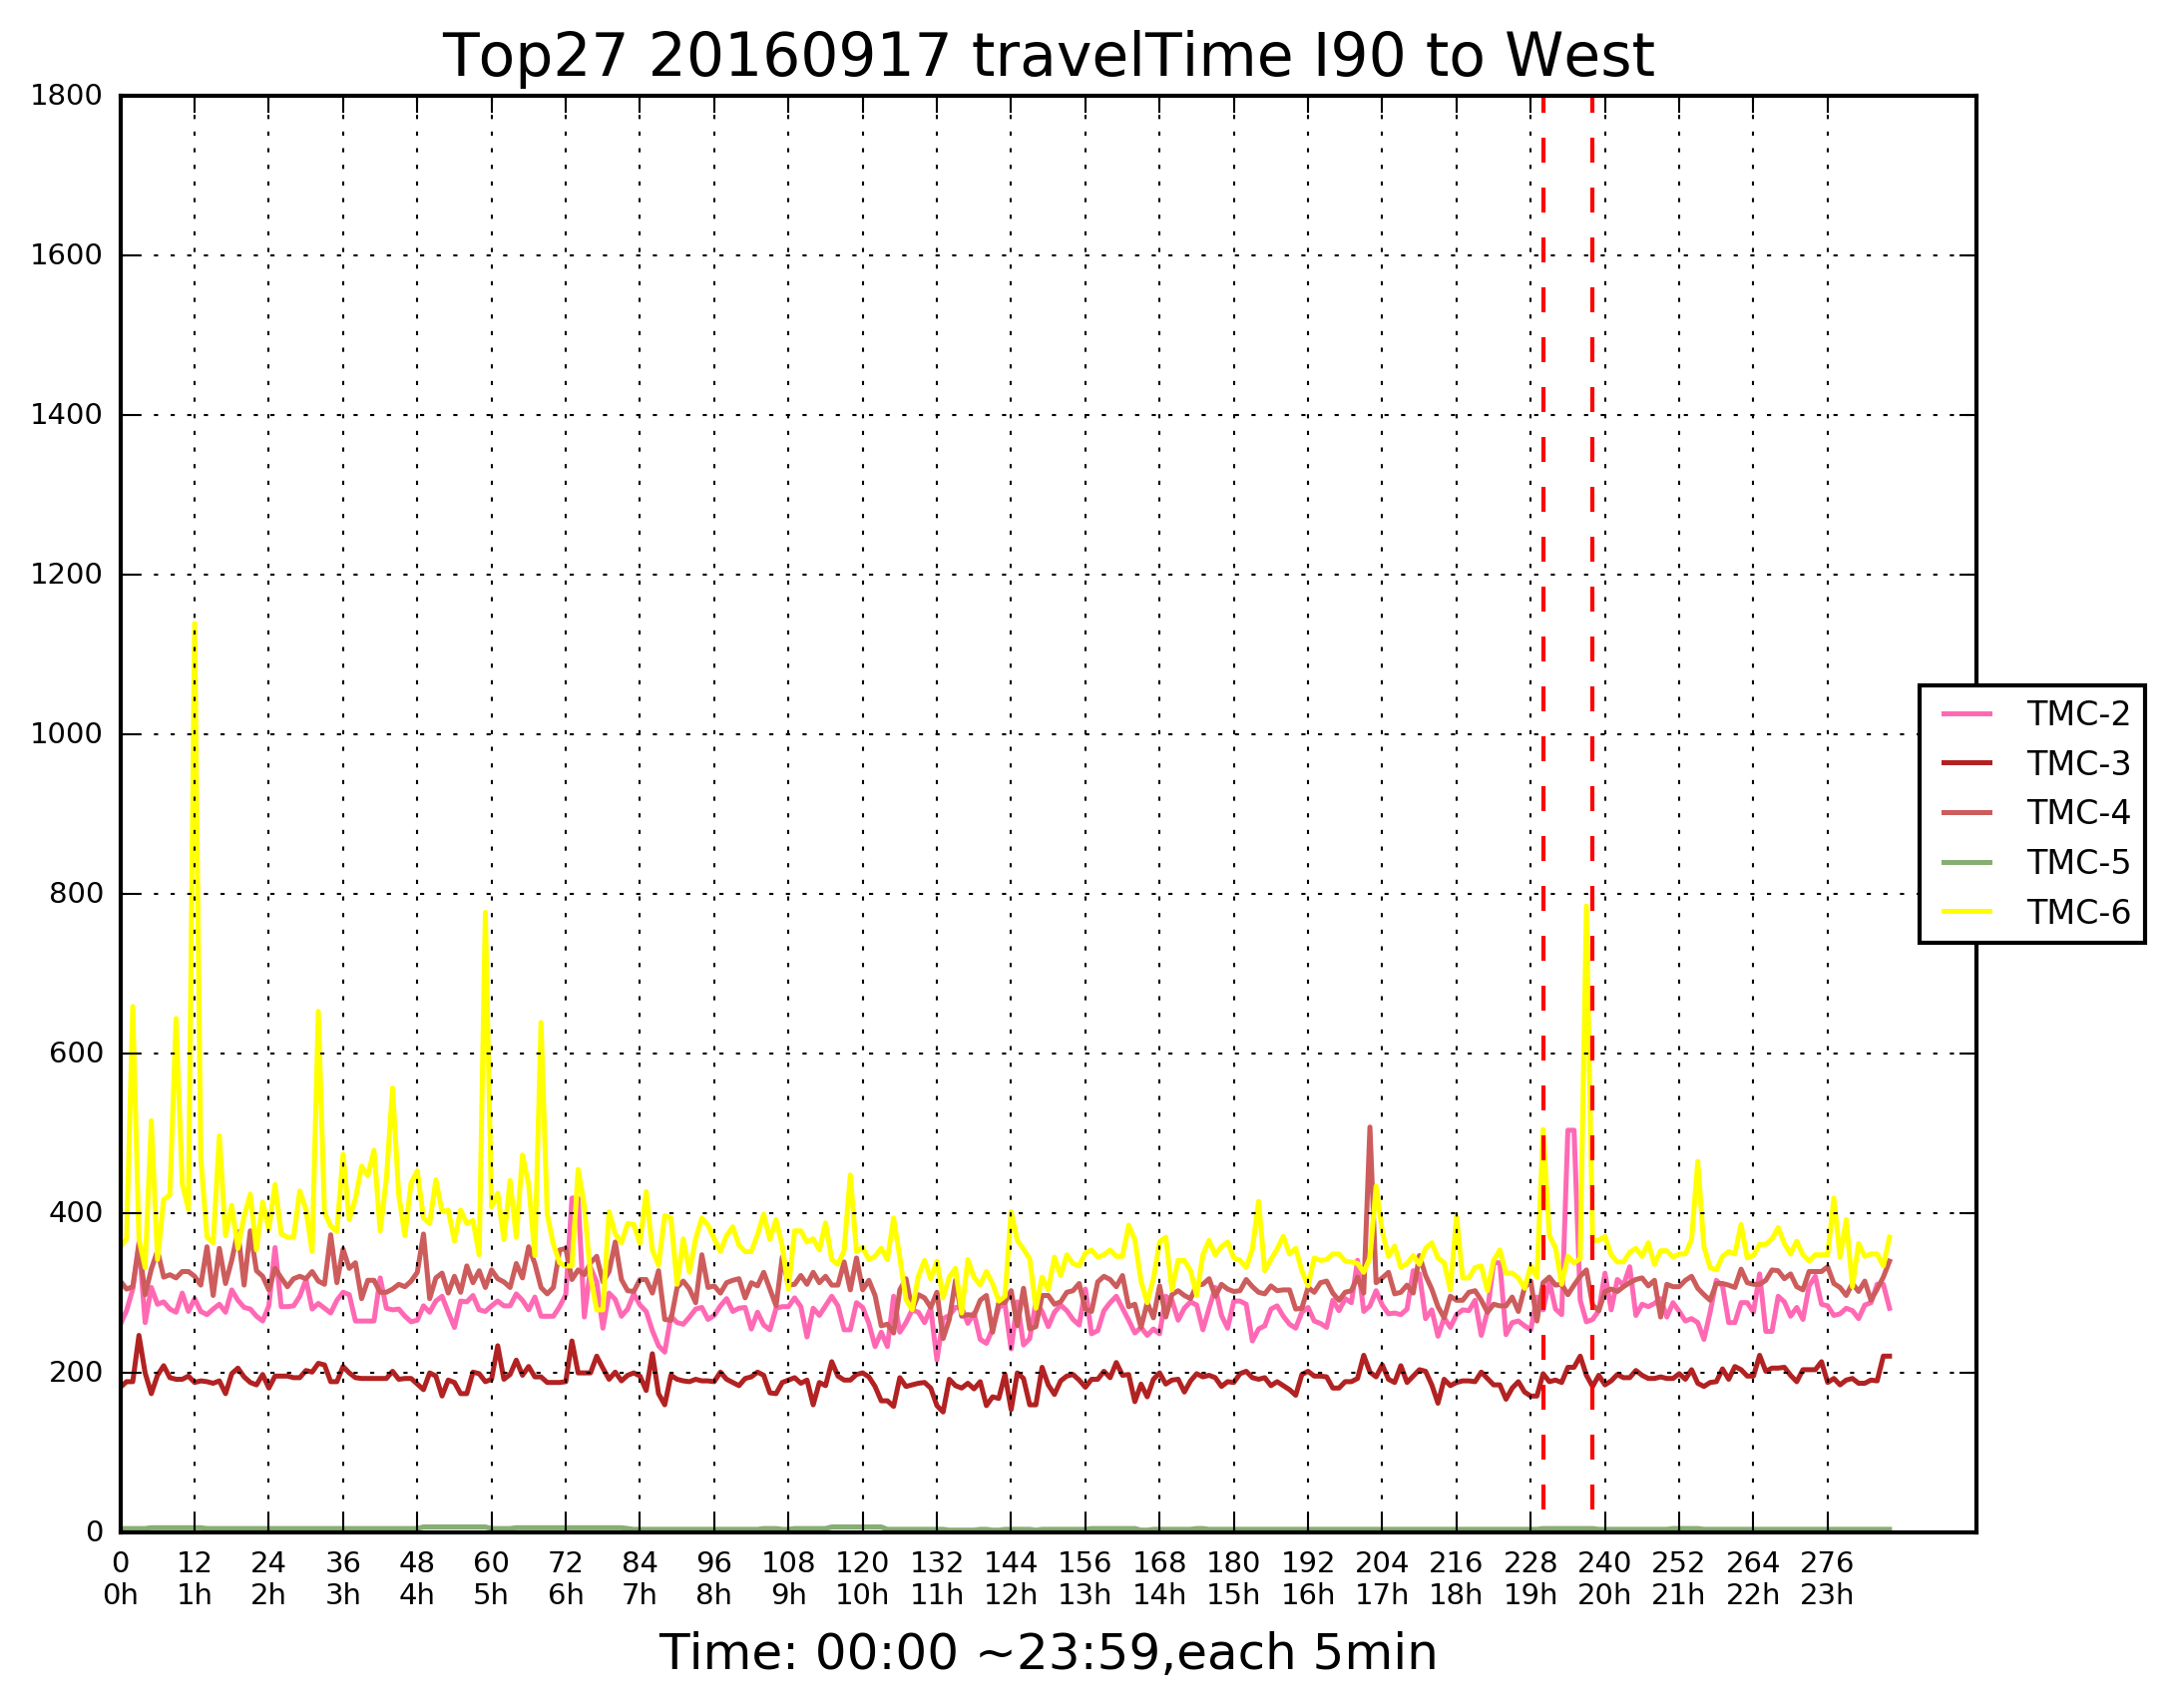 Top27 20160917 travelTime I90 to West
1800
1600
1400
1200
1000
800
600
400
200
0
TMC-2
TMC-3
TMC-4
TMC-5
TMC-6
0 12 24 36 48 60 72 84 96 108 120 132 144 156 168 180 192 204 216 228 240 252 264 276
0h 1h 2h 3h 4h 5h 6h 7h 8h 9h 10h 11h 12h 13h 14h 15h 16h 17h 18h 19h 20h 21h 22h 23h
Time: 00:00 ~23:59,each 5min